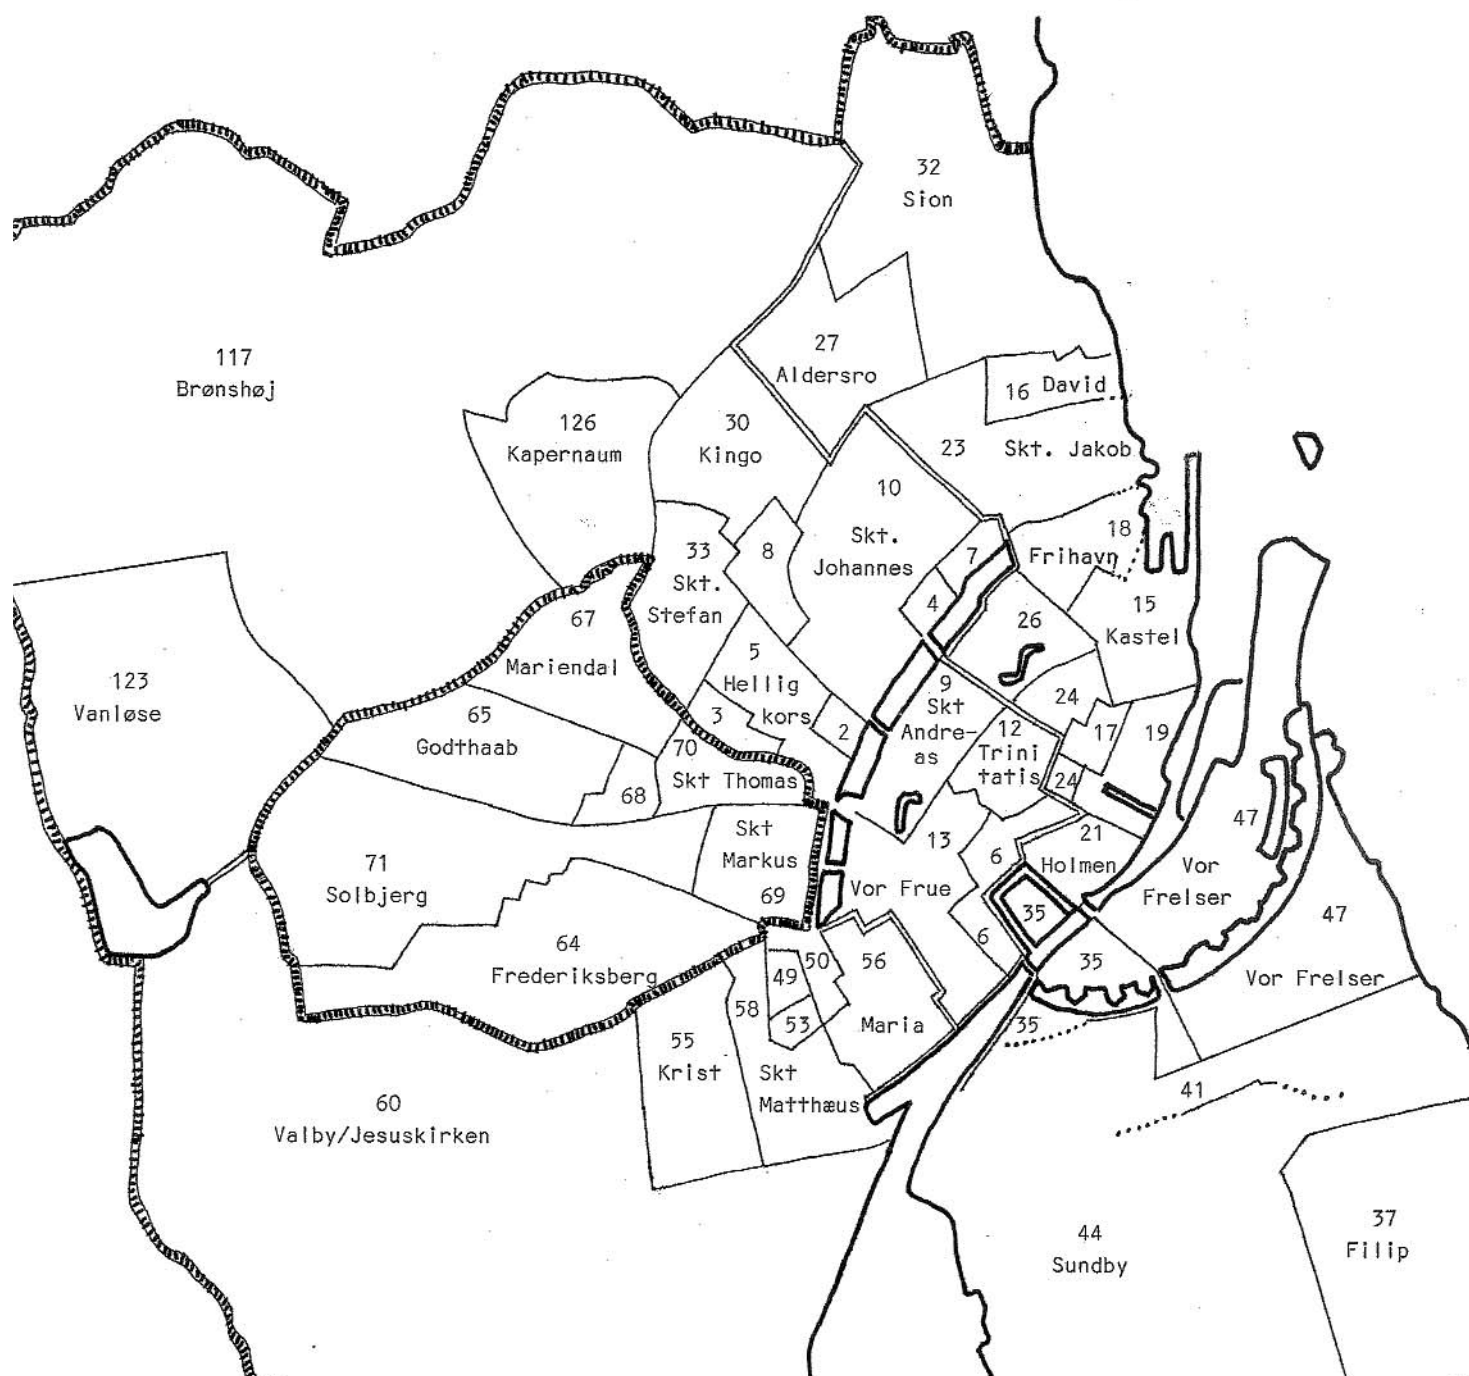 32
Sion
117
Brønshøj
27
Aldersro
16 David
126
Kapernaum
30
Kingo
23
Skt. Jakob
10
Skt.
Johannes
18
Frihavn
33
Skt.
Stefan
8
7
4
26
15
Kastel
67
Mariendal
5
Hellig
kors
3
2
9
Skt
Andre-
as
24
17
19
12
Trini
tatis
24
123
Vanløse
65
Godthaab
68
70
Skt Thomas
Skt
Markus
69
71
Solbjerg
13
Vor Frue
6
6
21
Holmen
47
Vor
Frelser
35
35
35
47
Vor Frelser
64
Frederiksberg
49
50
56
Maria
58
53
55
Krist
Skt
Matthæus
60
Valby/Jesuskirken
41
44
Sundby
37
Filip